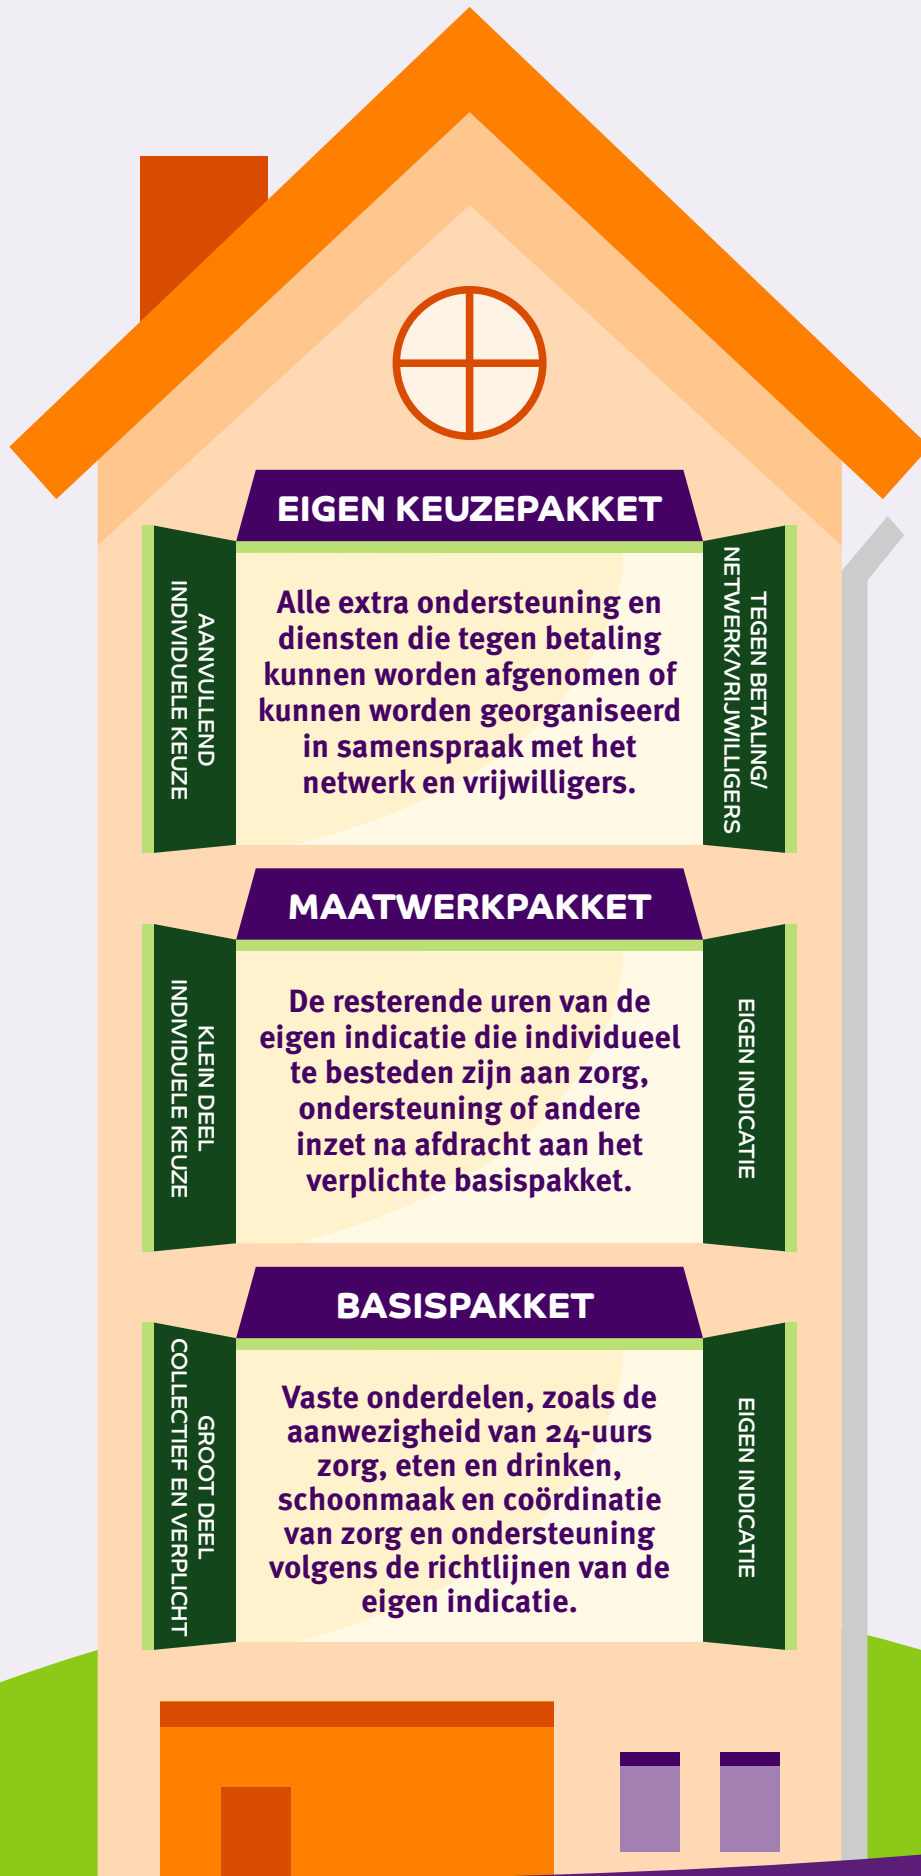 EIGEN KEUZEPAKKET
AANVULLEND
INDIVIDUELE KEUZE
Alle extra ondersteuning en
diensten die tegen betaling
kunnen worden afgenomen of
kunnen worden georganiseerd
in samenspraak met het
netwerk en vrijwilligers.
TEGEN BETALING/
NETWERK/VRIJWILLIGERS
MAATWERKPAKKET
KLEIN DEEL
INDIVIDUELE KEUZE
De resterende uren van de
eigen indicatie die individueel
te besteden zijn aan zorg,
ondersteuning of andere
inzet na afdracht aan het
verplichte basispakket.
EIGEN INDICATIE
BASISPAKKET
GROOT DEEL
COLLECTIEF EN VERPLICHT
Vaste onderdelen, zoals de
aanwezigheid van 24-uurs
zorg, eten en drinken,
schoonmaak en coördinatie
van zorg en ondersteuning
volgens de richtlijnen van de
eigen indicatie.
EIGEN INDICATIE